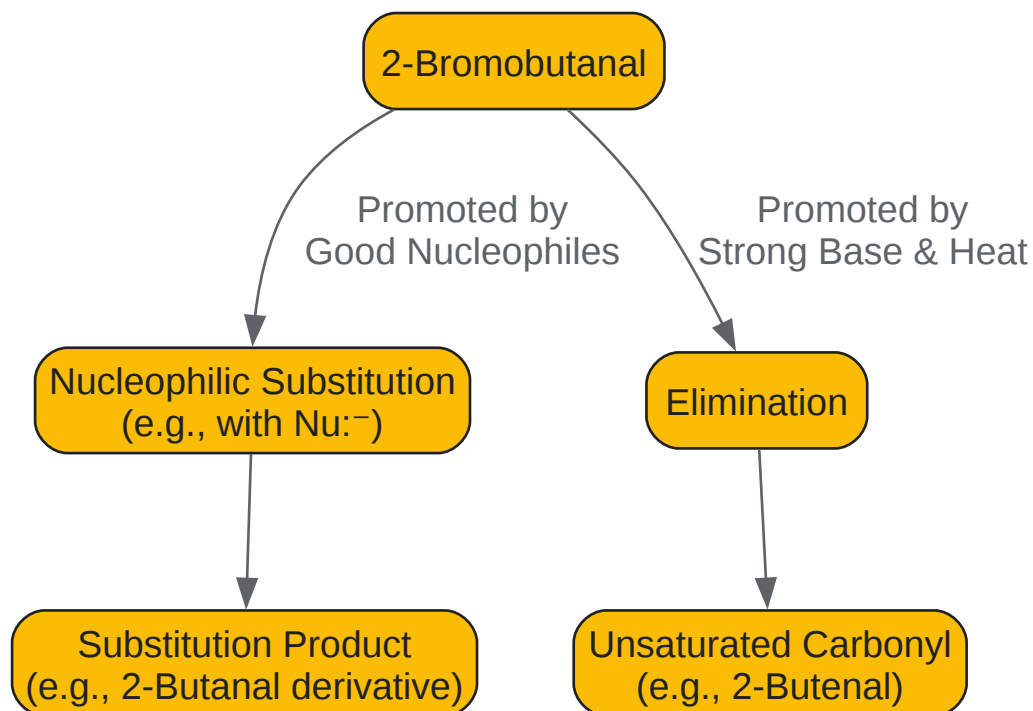 2-Bromobutanal
Promoted by
Good Nucleophiles
Promoted by
Strong Base & Heat
Nucleophilic Substitution
(e.g., with Nu:⁻)
Elimination
Substitution Product
(e.g., 2-Butanal derivative)
Unsaturated Carbonyl
(e.g., 2-Butenal)